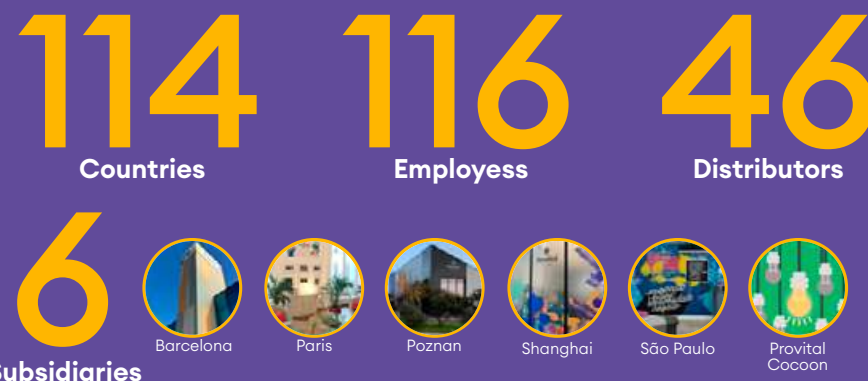 114 116 46
Countries Employess Distributors
6
Barcelona Paris Poznan Shanghai São Paulo Provital
Cocoon
Subsidiaries